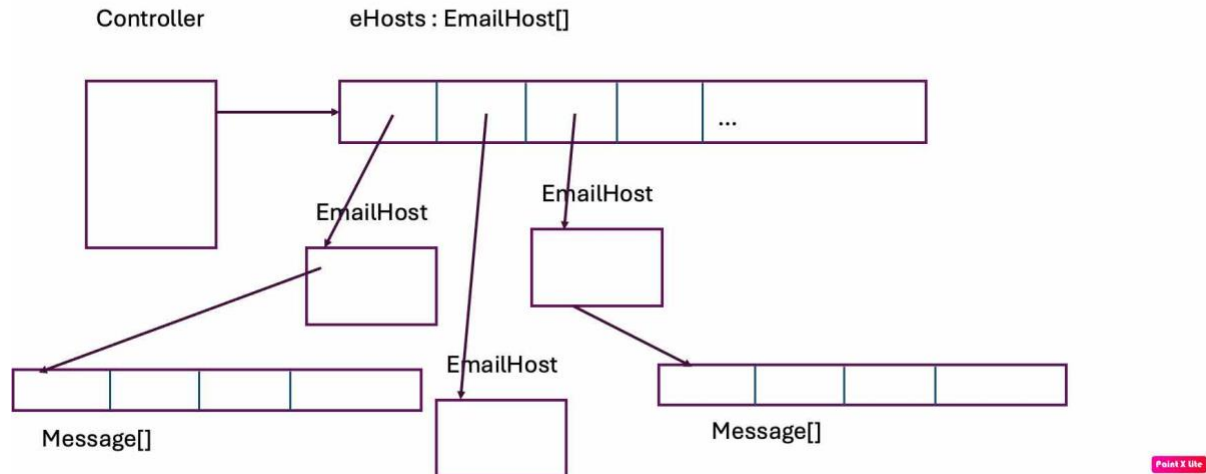 Controller
eHosts : EmailHost[]
...
EmailHost
EmailHost
EmailHost
Message[]
Message[]
Paint X Lite